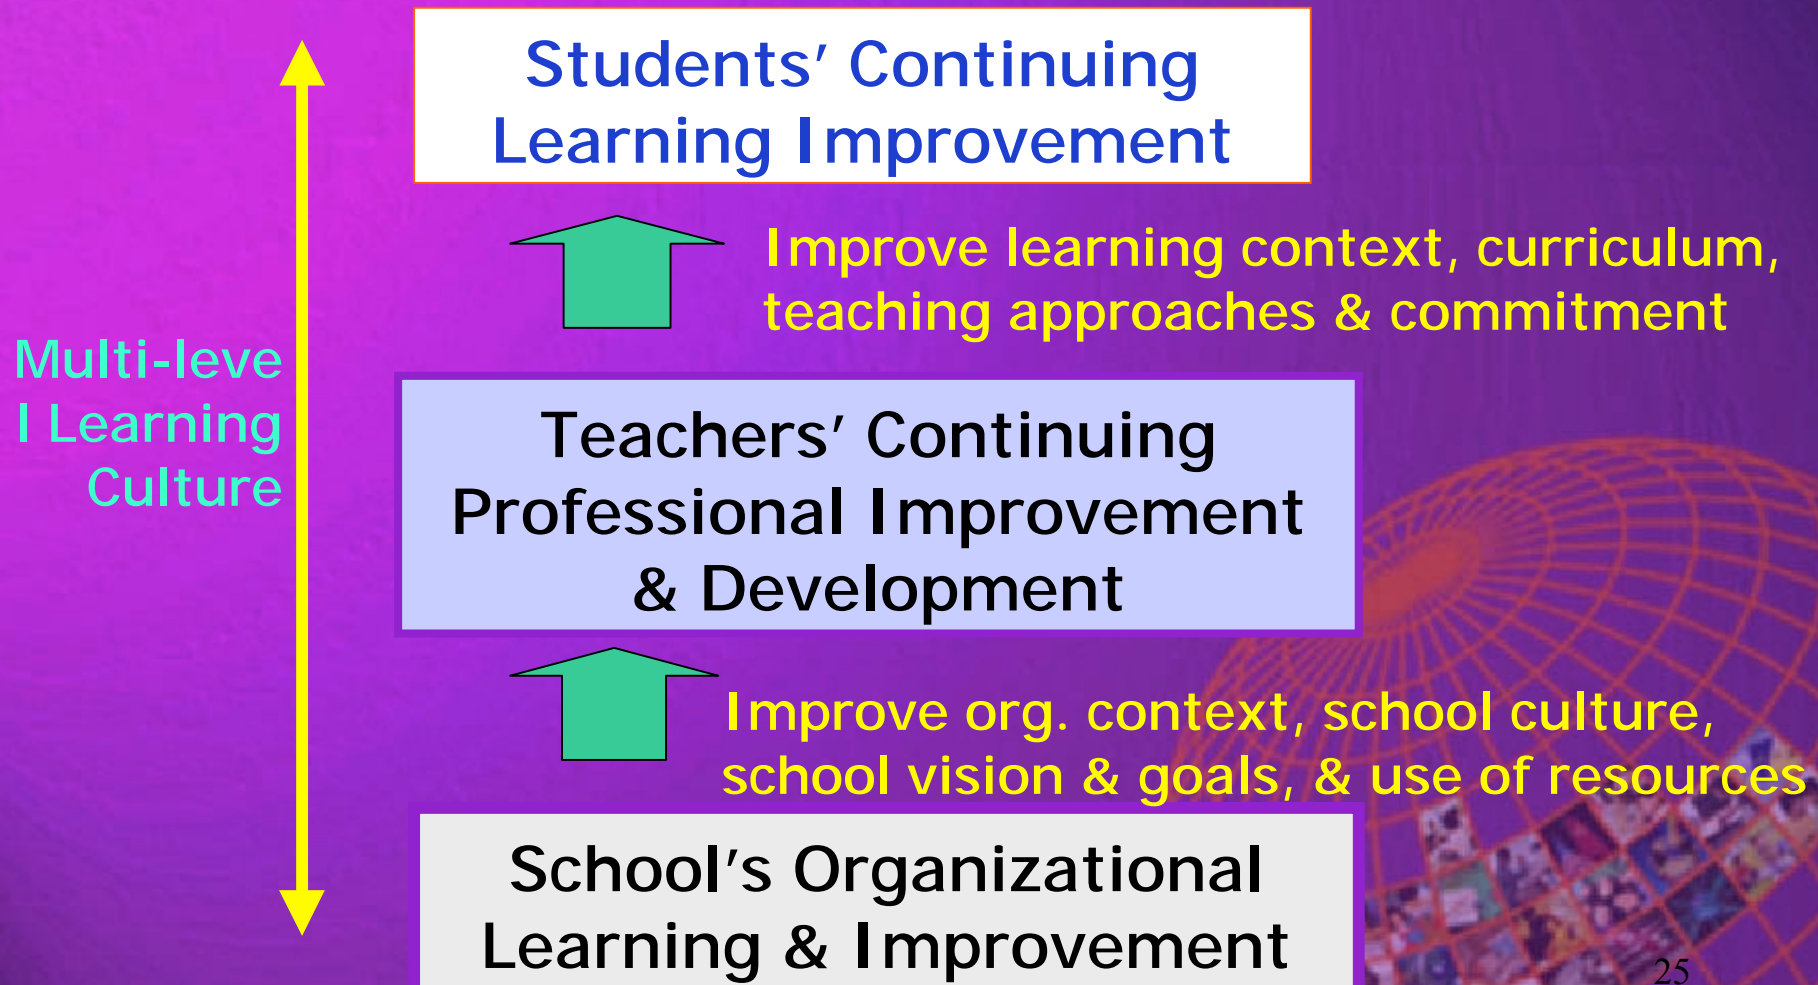 Students’ Continuing
Learning Improvement
Improve learning context, curriculum,
teaching approaches & commitment
Multi-leve
l Learning
Culture
Teachers’ Continuing
Professional Improvement
& Development
Improve org. context, school culture,
school vision & goals, & use of resources
School’s Organizational
Learning & Improvement
25